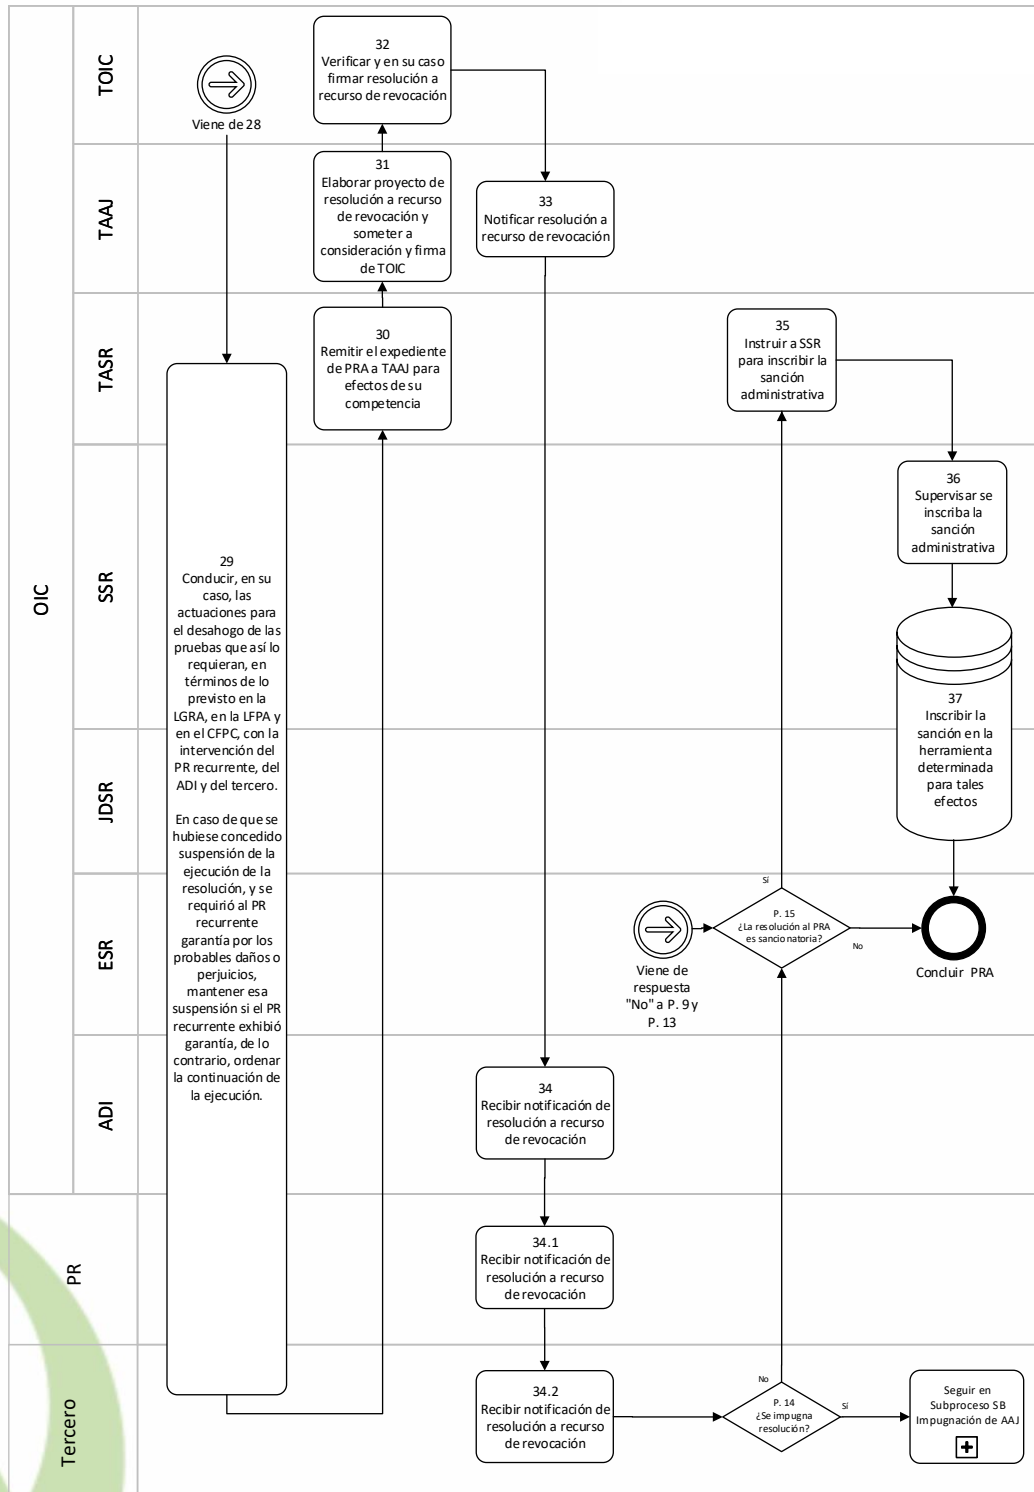 OIC
TOIC
TAAJ
TASR
SSR
JDSR
ESR
ADI
PR
Tercero
Viene de 28
29
Conducir, en su
caso, las
actuaciones para
el desahogo de las
pruebas que así lo
requieran, en
términos de lo
previsto en la
LGRA, en la LFPA y
en el CFPC, con la
intervención del
PR recurrente, del
ADI y del tercero.
En caso de que se
hubiese concedido
suspensión de la
ejecución de la
resolución, y se
requirió al PR
recurrente
garantía por los
probables daños o
perjuicios,
mantener esa
suspensión si el PR
recurrente exhibió
garantía, de lo
contrario, ordenar
la continuación de
la ejecución.
30
Remitir el expediente
de PRA a TAAJ para
efectos de su
competencia
31
Elaborar proyecto de
resolución a recurso
de revocación y
someter a
consideración y firma
de TOIC
32
Verificar y en su caso
firmar resolución a
recurso de revocación
33
Notificar resolución a
recurso de revocación
34
Recibir notificación de
resolución a recurso
de revocación
34.1
Recibir notificación de
resolución a recurso
de revocación
34.2
Recibir notificación de
resolución a recurso
de revocación
P. 14
¿Se impugna
resolución?
No
Sí
Seguir en
Subproceso SB
Impugnación de AAJ
Viene de
respuesta
"No" a P. 9 y
P. 13
P. 15
¿La resolución al PRA
es sancionatoria?
Sí
No
35
Instruir a SSR
para inscribir la
sanción
administrativa
36
Supervisar se
inscriba la
sanción
administrativa
37
Inscribir la
sanción en la
herramienta
determinada
para tales
efectos
Concluir PRA